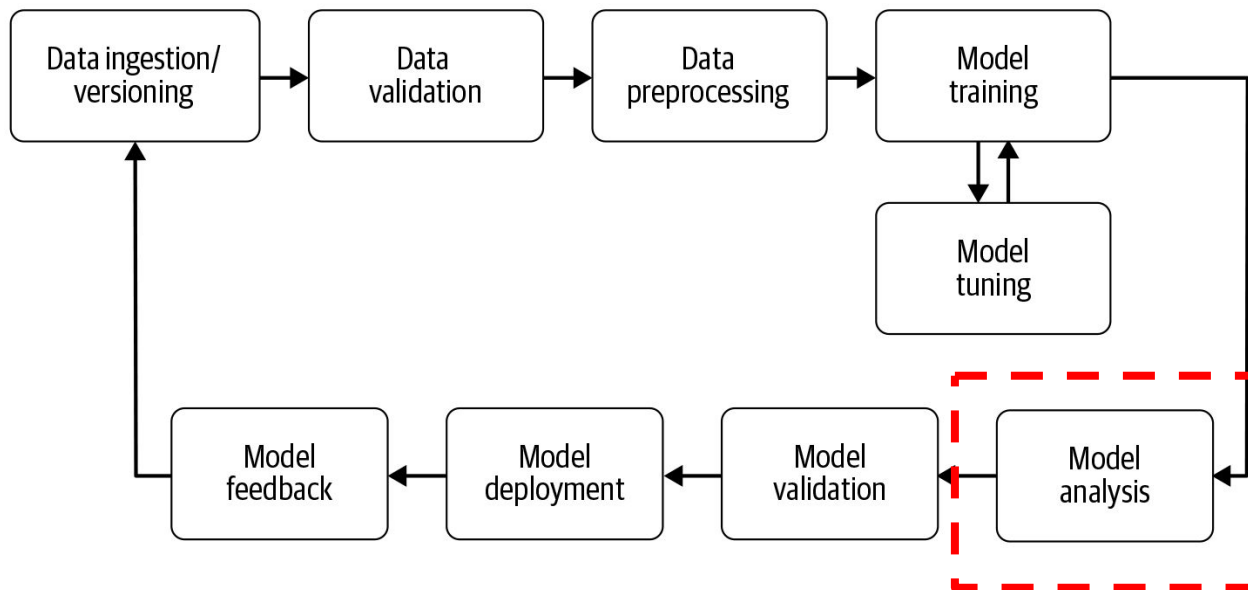 Data ingestion/
versioning
Data
validation
Data
preprocessing
Model
training
Model
tuning
Model
feedback
Model
deployment
Model
validation
Model
analysis